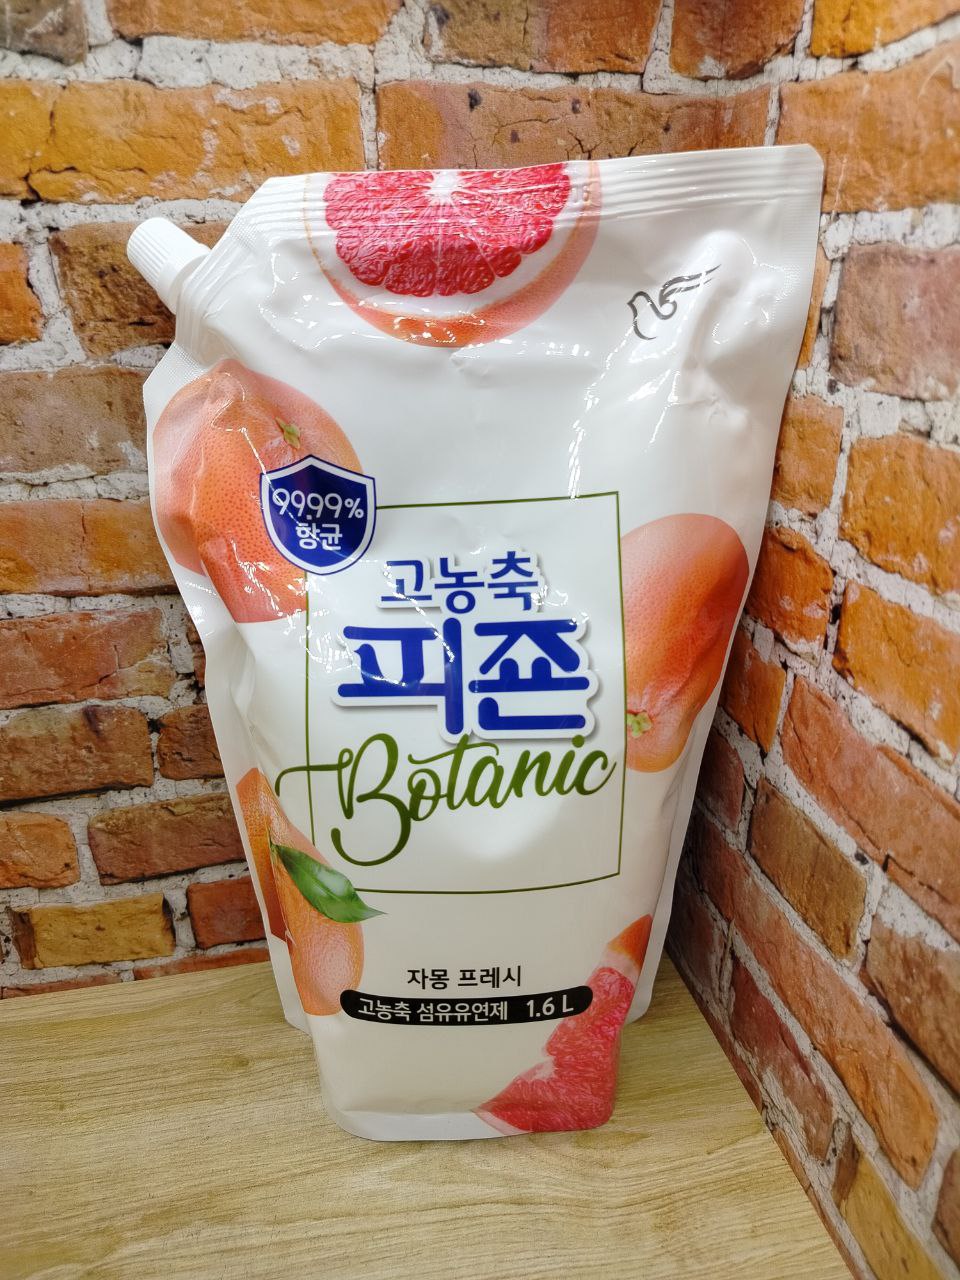 99.99%
항균
고농축
피죤
Botanic
자몽 프레시
고농축 섬유유연제 1.6 L